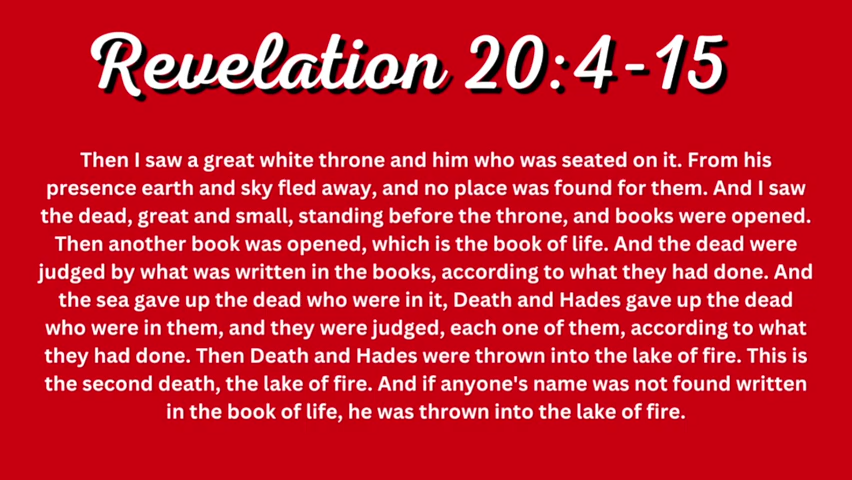 Revelation 20:4-15
Then I saw a great white throne and him who was seated on it. From his
presence earth and sky fled away, and no place was found for them. And I saw
the dead, great and small, standing before the throne, and books were opened.
Then another book was opened, which is the book of life. And the dead were
judged by what was written in the books, according to what they had done. And
the sea gave up the dead who were in it, Death and Hades gave up the dead
who were in them, and they were judged, each one of them, according to what
they had done. Then Death and Hades were thrown into the lake of fire. This is
the second death, the lake of fire. And if anyone's name was not found written
in the book of life, he was thrown into the lake of fire.